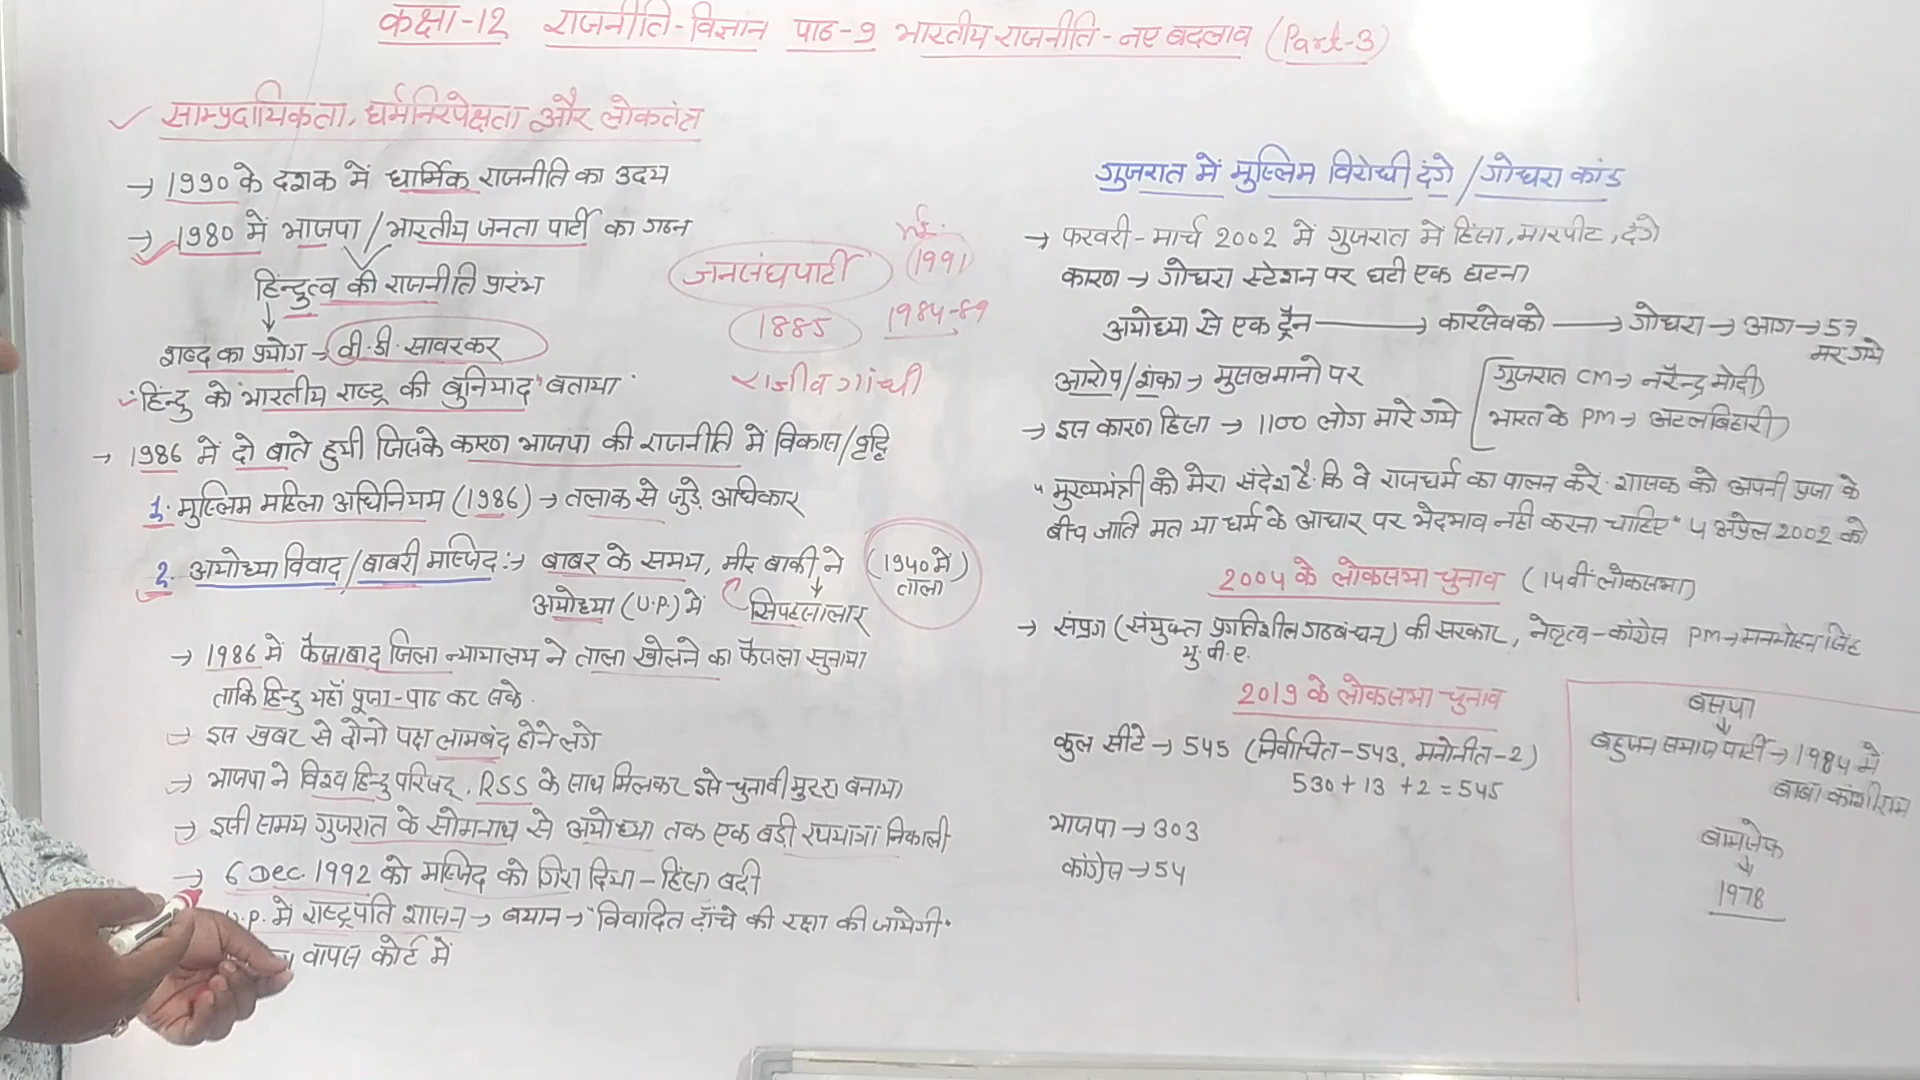 कक्षा-12 राजनीति-विज्ञान पाठ-9 भारतीय राजनीति-नए बदलाव (Part-3)
साम्प्रदायिकता, धर्मनिरपेक्षता और लोकतंत्र
→ 1990 के दशक में धार्मिक राजनीति का उदय
→ 1980 में भाजपा/भारतीय जनता पार्टी का गठन
हिन्दुत्व की राजनीति प्रारंभ
शब्द का प्रयोग → वी.डी. सावरकर
"हिन्दु को भारतीय राष्ट्र की बुनियाद" बताया
→ 1986 में दो बाते हुयी जिसके कारण भाजपा की राजनीति में विकास/वृद्धि
1. मुस्लिम महिला अधिनियम (1986) → तलाक से जुड़े अधिकार
2. अयोध्या विवाद/बाबरी मस्जिद :→ बाबर के समय, मीर बाकी ने
(1940 में)
ताला
अयोध्या (U.P.) में सिपहसालार
→ 1986 में फैजाबाद जिला न्यायालय ने ताला खोलने का फैसला सुनाया
ताकि हिन्दु यहाँ पूजा-पाठ कर सके.
→ इस खबर से दोनो पक्ष लामबंद होने लगे
→ भाजपा ने विश्व हिन्दु परिषद, RSS के साथ मिलकर इसे चुनावी मुद्दा बनाया
→ इसी समय गुजरात के सोमनाथ से अयोध्या तक एक बडी रथयात्रा निकाली
→ 6 Dec. 1992 को मस्जिद को गिरा दिया - हिंसा बढी
.P. में राष्ट्रपति शासन → बयान → "विवादित ढाँचे की रक्षा की जायेगी"
वापस कोर्ट में
जनसंघपार्टी
मई.
1991
1885
1984-89
राजीव गांधी
गुजरात में मुस्लिम विरोधी दंगे/गोधरा कांड
→ फरवरी-मार्च 2002 में गुजरात में हिंसा, मारपीट, दंगे
कारण → गोधरा स्टेशन पर घटी एक घटना
अयोध्या से एक ट्रैन → कारसेवको → गोधरा → आग → 57
मर गये
आरोप/शंका → मुसलमानो पर
→ इस कारण हिंसा → 1100 लोग मारे गये
गुजरात CM → नरेन्द्र मोदी
भारत के PM → अटलबिहारी
"मुख्यमंत्री को मेरा संदेश है कि वे राजधर्म का पालन करें. शासक को अपनी प्रजा के
बीच जाति मत या धर्म के आधार पर भेदभाव नही करना चाहिए" 4 अप्रेल 2002 को
2004 के लोकसभा चुनाव (14वीं लोकसभा)
→ संप्रग (संयुक्त प्रगतिशील गठबंधन) की सरकार, नेतृत्व-कांग्रेस PM → मनमोहन सिंह
यु.पी.ए.
2019 के लोकसभा चुनाव
कुल सीटे → 545 (निर्वाचित-543, मनोनीत-2)
530 + 13 + 2 = 545
भाजपा → 303
कांग्रेस → 54
बसपा
बहुजन समाज पार्टी → 1984 में
बाबा कांशीराम
बामसेफ
1978